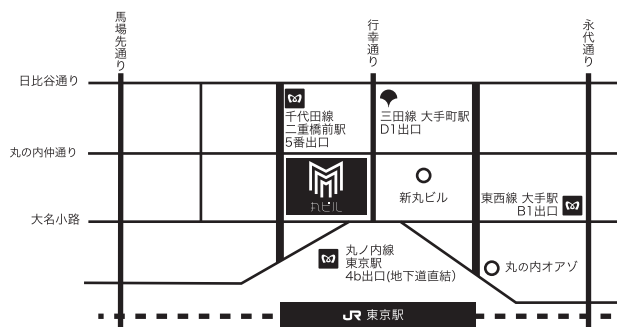 馬場先通り
行幸通り
永代通り
日比谷通り
千代田線
二重橋前駅
5番出口
三田線 大手町駅
D1出口
丸の内仲通り
丸ビル
新丸ビル
東西線 大手駅
B1出口
大名小路
丸ノ内線
東京駅
4b出口(地下道直結)
丸の内オアゾ
JR 東京駅